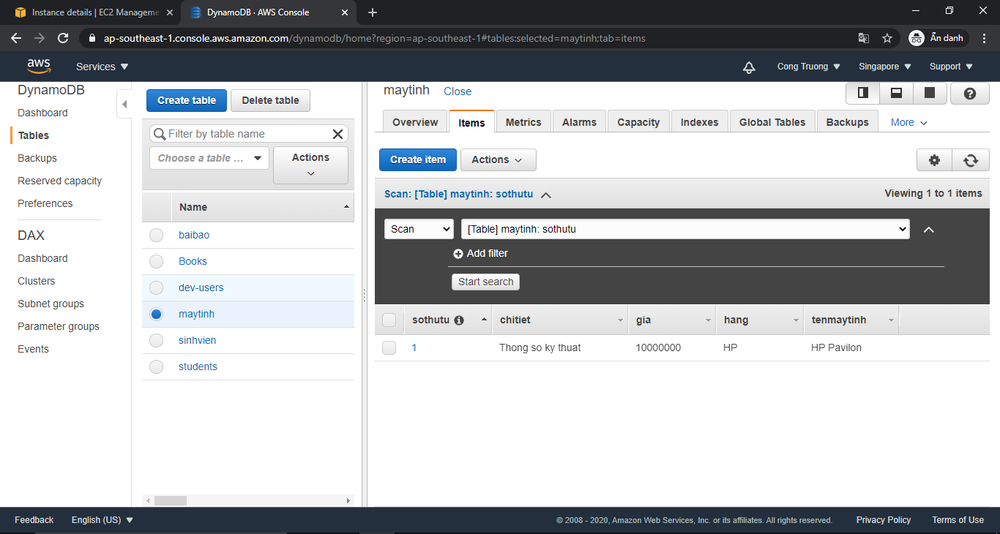 Instance details | EC2 Manageme
DynamoDB · AWS Console
ap-southeast-1.console.aws.amazon.com/dynamodb/home?region=ap-southeast-1#tables:selected=maytinh;tab=items
Ẩn danh
aws
Services
Cong Truong
Singapore
Support
DynamoDB
Dashboard
Tables
Backups
Reserved capacity
Preferences
DAX
Dashboard
Clusters
Subnet groups
Parameter groups
Events
Create table
Delete table
Filter by table name
Choose a table ...
Actions
Name
baibao
Books
dev-users
maytinh
sinhvien
students
maytinh
Close
Overview
Items
Metrics
Alarms
Capacity
Indexes
Global Tables
Backups
More
Create item
Actions
Scan: [Table] maytinh: sothutu
Viewing 1 to 1 items
Scan
[Table] maytinh: sothutu
Add filter
Start search
sothutu chitiet gia hang tenmaytinh
1 Thong so ky thuat 10000000 HP HP Pavilon
Feedback
English (US)
© 2008 - 2020, Amazon Web Services, Inc. or its affiliates. All rights reserved.
Privacy Policy
Terms of Use